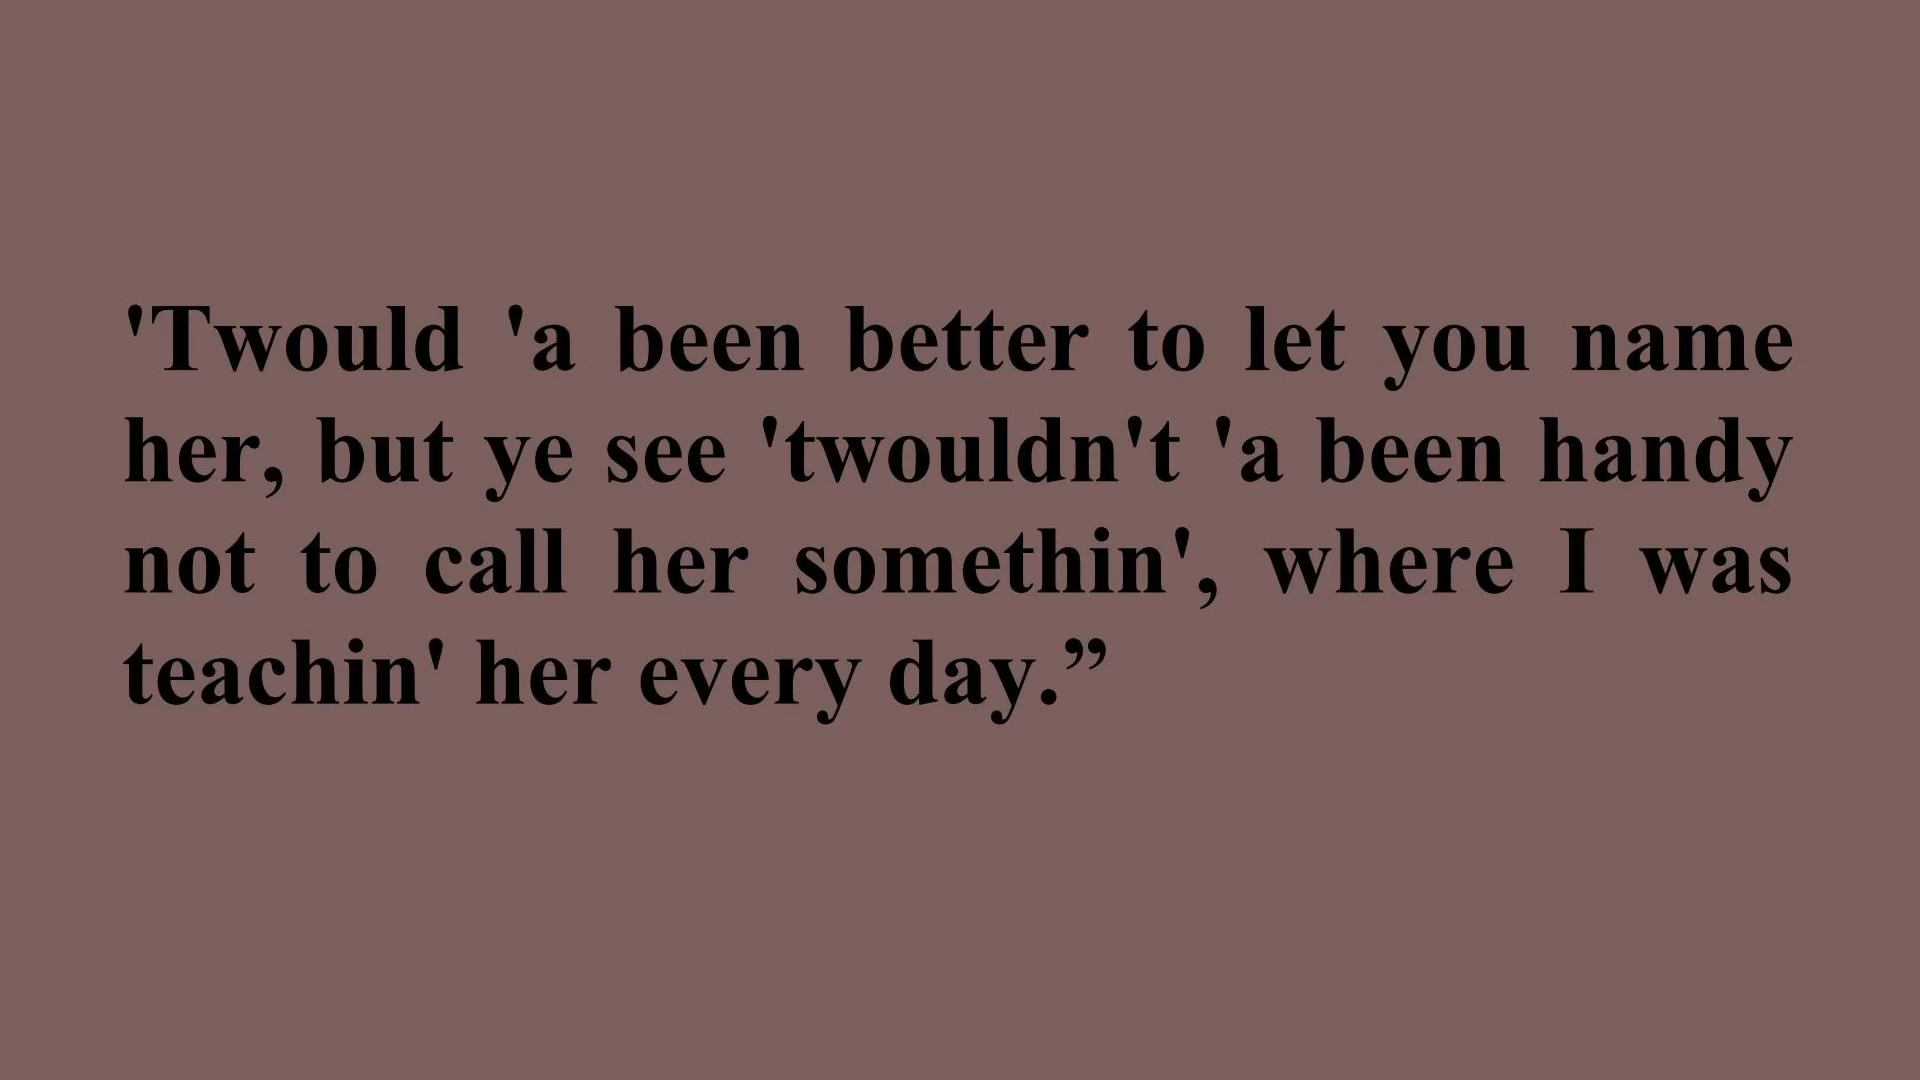 'Twould 'a been better to let you name
her, but ye see 'twouldn't 'a been handy
not to call her somethin', where I was
teachin' her every day.”